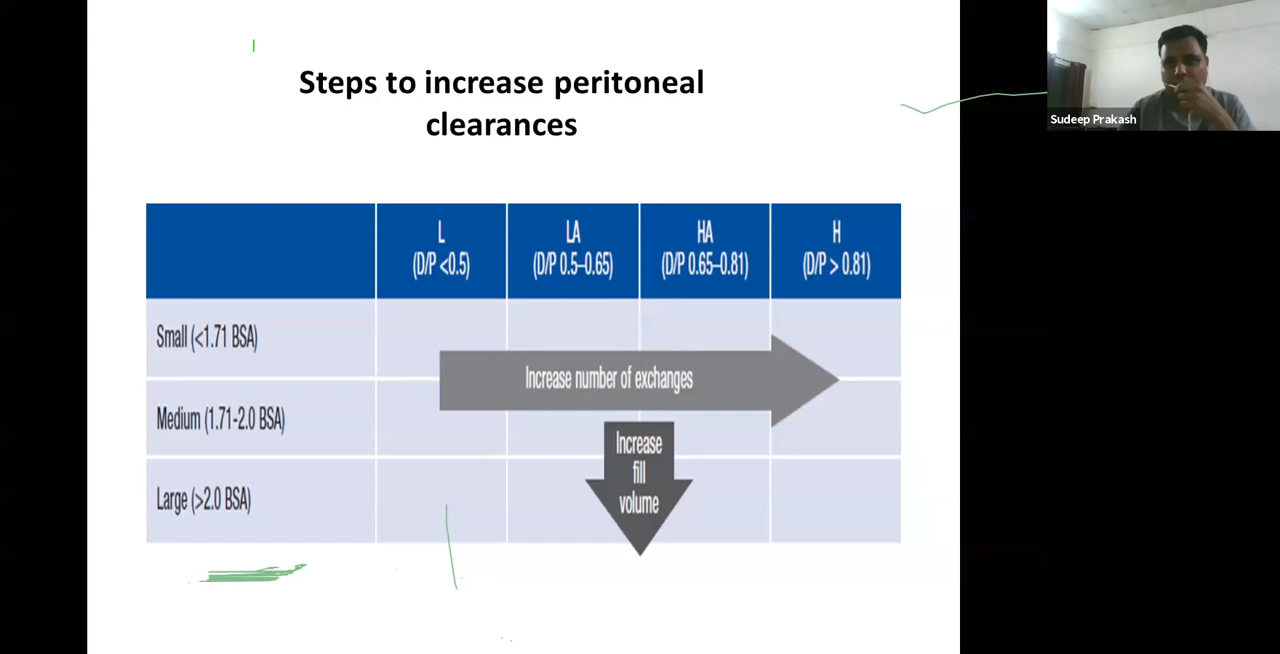 Steps to increase peritoneal
clearances
Sudeep Prakash
L
(D/P <0.5)
LA
(D/P 0.5–0.65)
HA
(D/P 0.65–0.81)
H
(D/P > 0.81)
Small (<1.71 BSA)
Increase number of exchanges
Medium (1.71-2.0 BSA)
Increase
fill
volume
Large (>2.0 BSA)